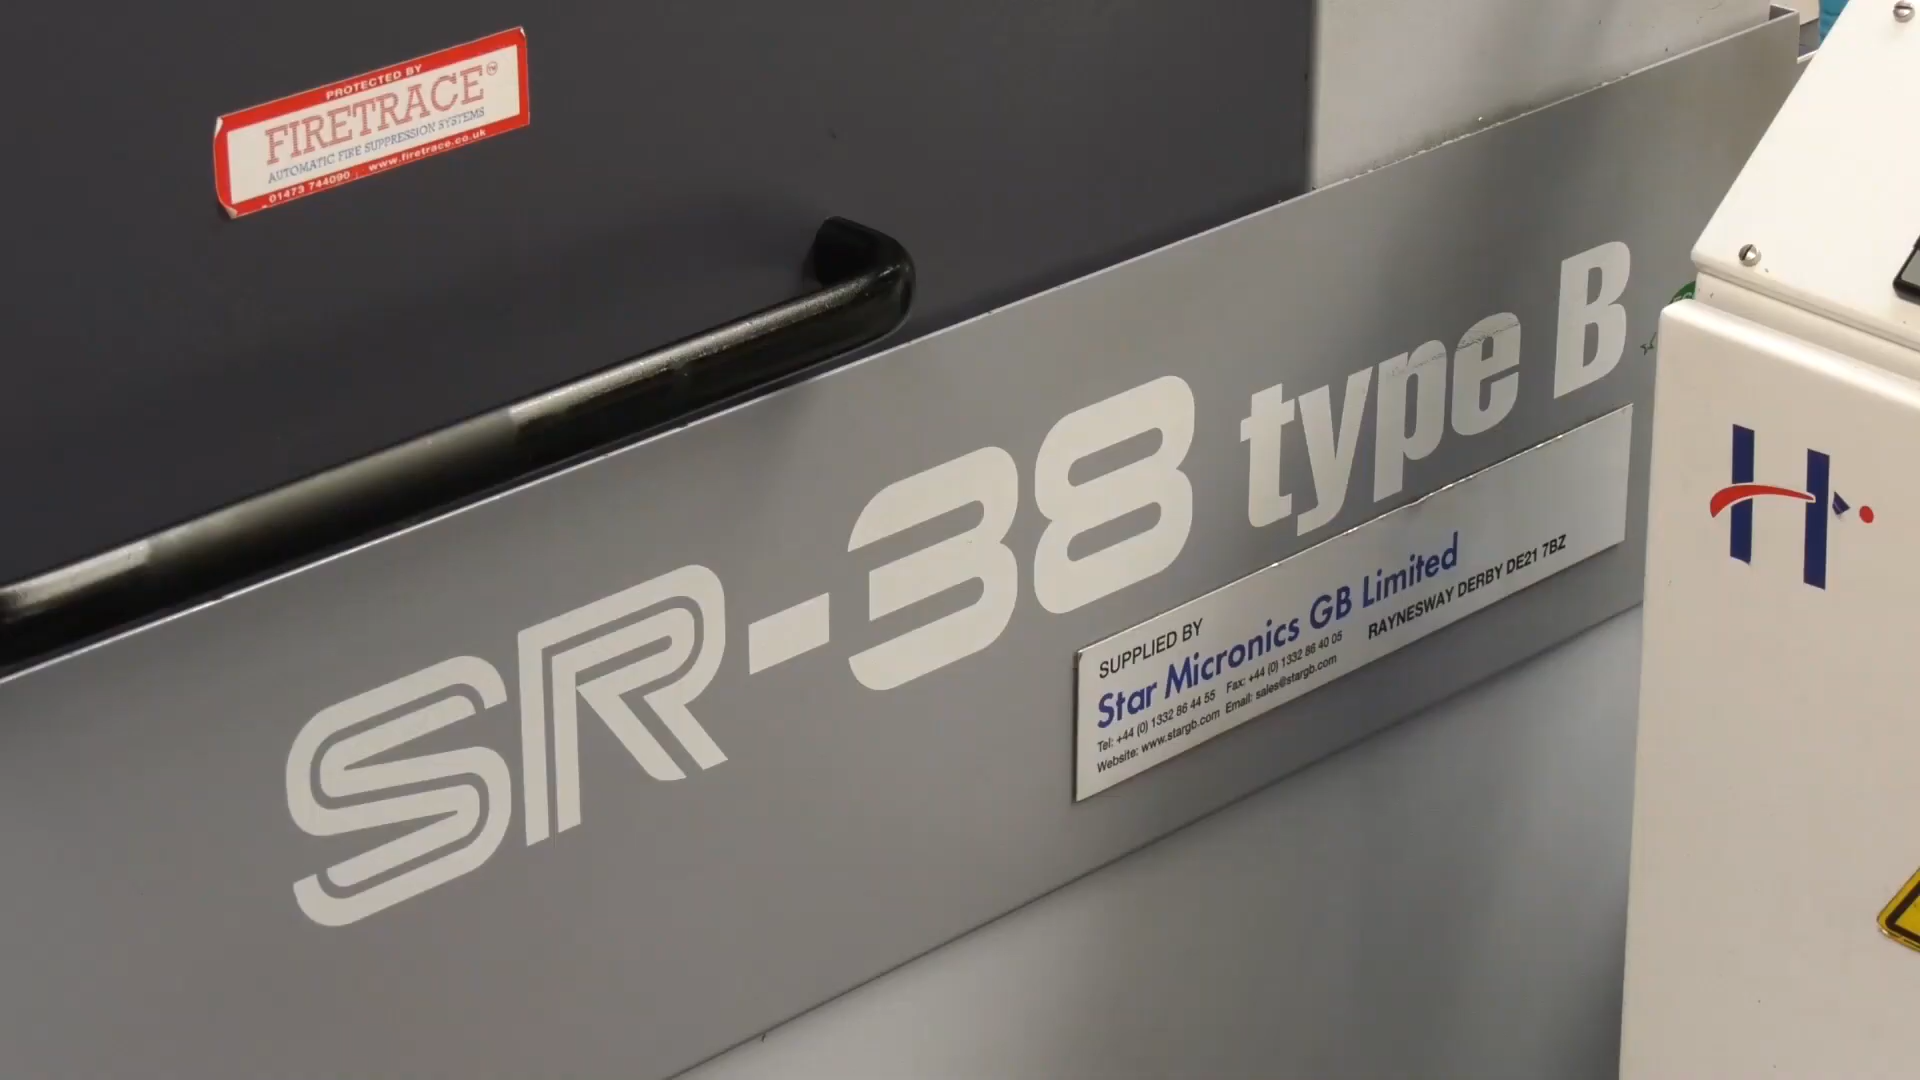 PROTECTED BY
FIRETRACE™
AUTOMATIC FIRE SUPPRESSION SYSTEMS
01473 744090 www.firetrace.co.uk
SR-38 type B
SUPPLIED BY
Star Micronics GB Limited
Tel: +44 (0) 1332 86 44 55 Fax: +44 (0) 1332 86 40 05 RAYNESWAY DERBY DE21 7BZ
Website: www.stargb.com Email: sales@stargb.com
H